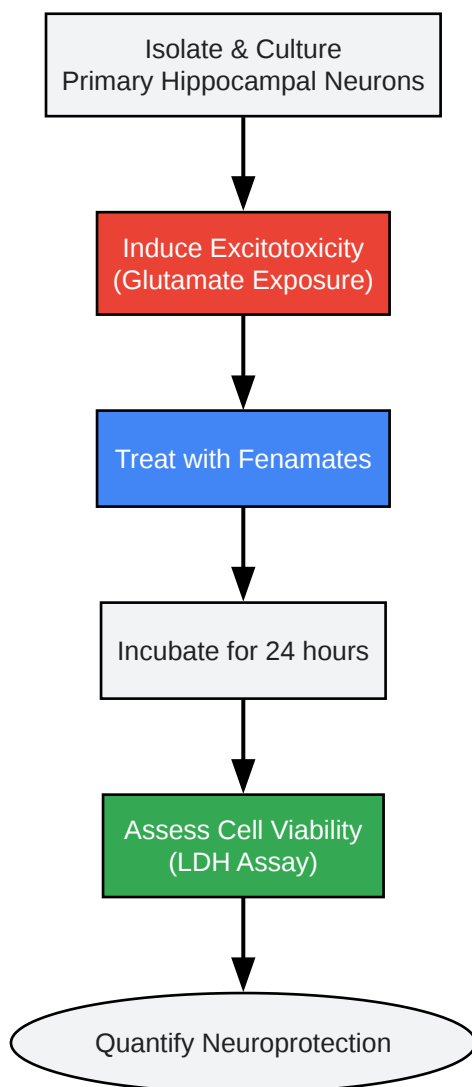 Isolate & Culture
Primary Hippocampal Neurons
Induce Excitotoxicity
(Glutamate Exposure)
Treat with Fenamates
Incubate for 24 hours
Assess Cell Viability
(LDH Assay)
Quantify Neuroprotection